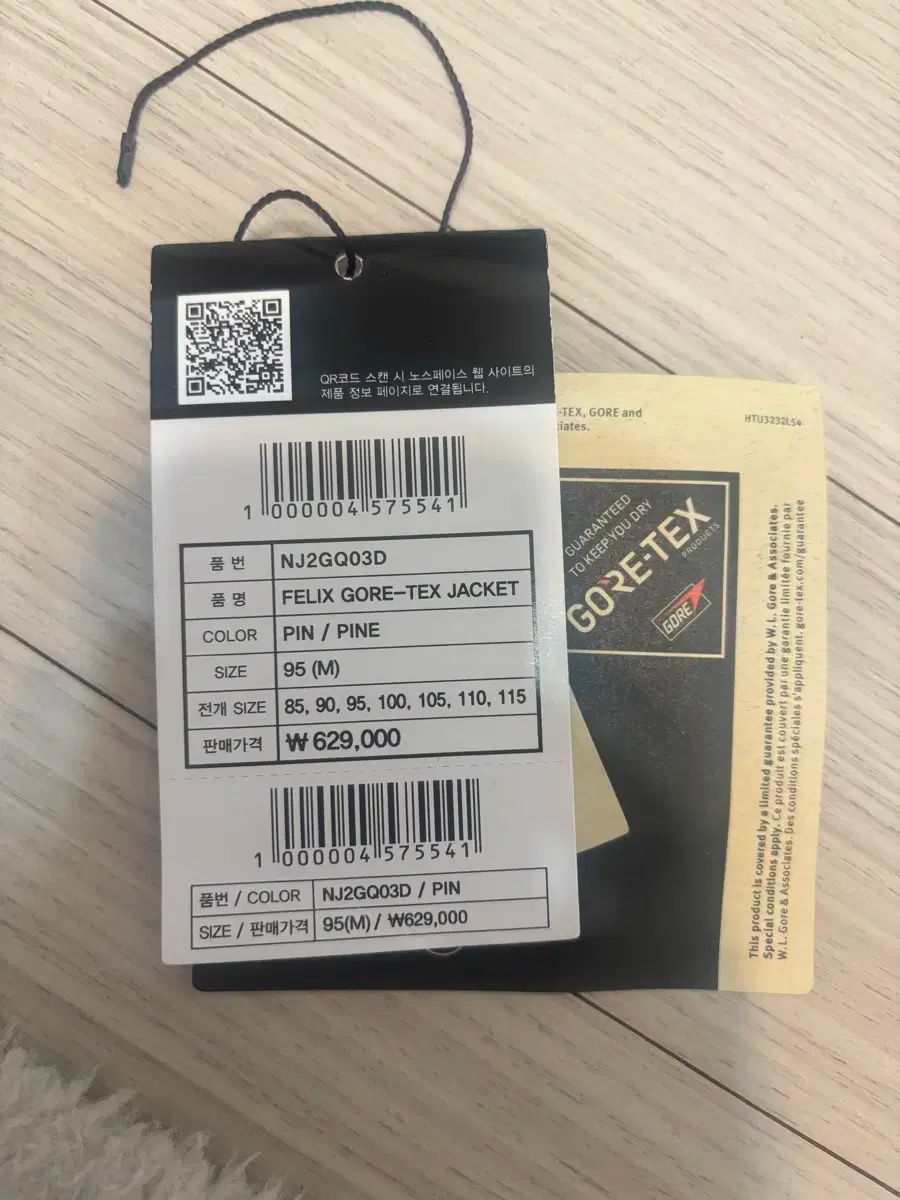 QR코드 스캔 시 노스페이스 웹 사이트의
제품 정보 페이지로 연결됩니다.
1 000004 575541
품 번 NJ2GQ03D
품 명 FELIX GORE-TEX JACKET
COLOR PIN / PINE
SIZE 95 (M)
전개 SIZE 85, 90, 95, 100, 105, 110, 115
판매가격 ₩629,000
1 000004 575541
품번 / COLOR NJ2GQ03D / PIN
SIZE / 판매가격 95(M) / ₩629,000
-TEX, GORE and
HTU3232LS4
GUARANTEED
TO KEEP YOU DRY
GORE-TEX
PRODUCTS
GORE
This product is covered by a limited guarantee provided by W. L. Gore & Associates.
Special conditions apply. Ce produit est couvert par une garantie limitée fournie par
W. L. Gore & Associates. Des conditions spéciales s'appliquent. gore-tex.com/guarantee